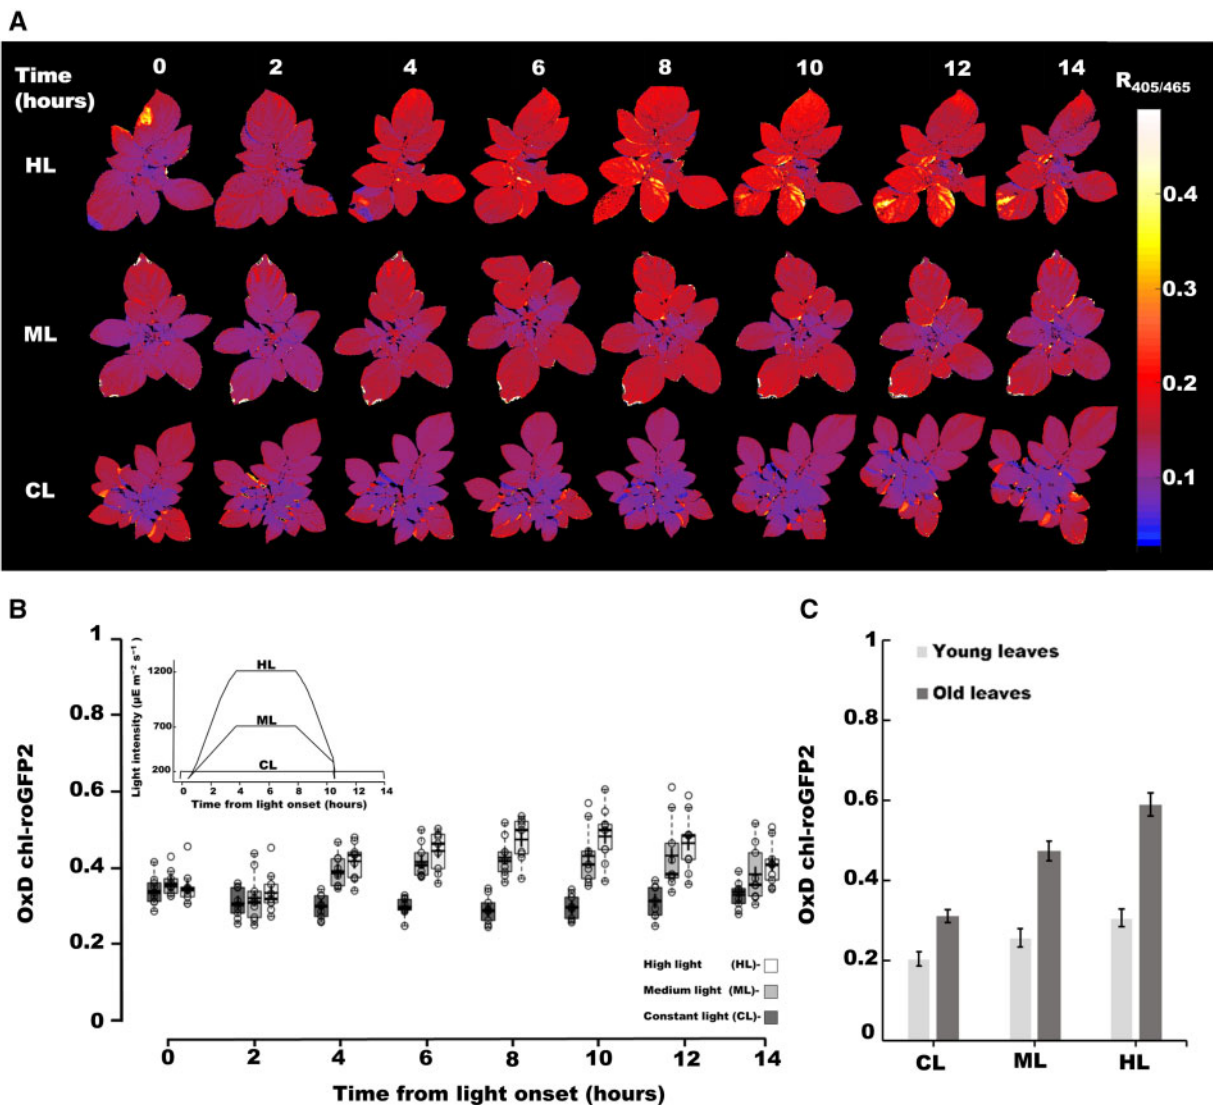 A
Time (hours) 0 2 4 6 8 10 12 14 R405/465
HL
ML
CL
0.4
0.3
0.2
0.1
B
OxD chl-roGFP2
1
0.8
0.6
0.4
0.2
0
Light intensity (µE m−2 s−1 )
1200
700
200
HL
ML
CL
0 2 4 6 8 10 12 14
Time from light onset (hours)
High light (HL)-
Medium light (ML)-
Constant light (CL)-
0 2 4 6 8 10 12 14
Time from light onset (hours)
C
OxD chl-roGFP2
1
0.8
0.6
0.4
0.2
0
Young leaves
Old leaves
CL ML HL